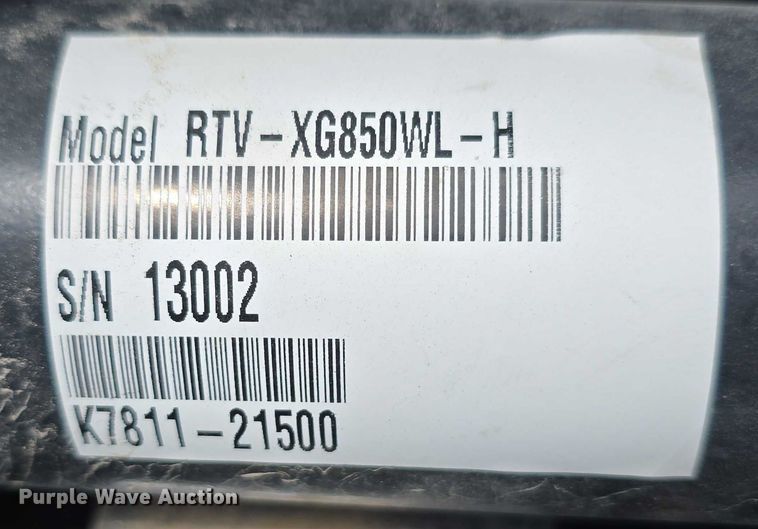 Model RTV-XG850WL-H
S/N 13002
K7811-21500
Purple Wave Auction